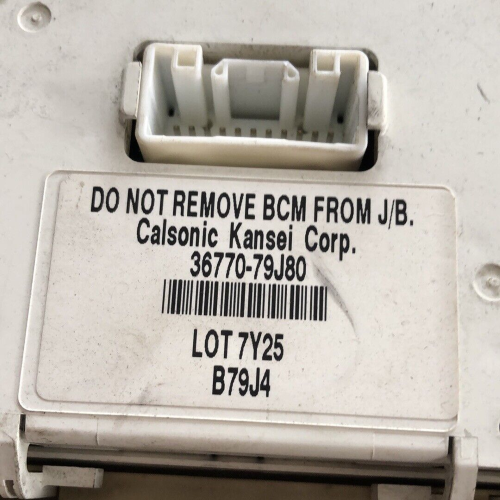 DO NOT REMOVE BCM FROM J/B.
Calsonic Kansei Corp.
36770-79J80
LOT 7Y25
B79J4